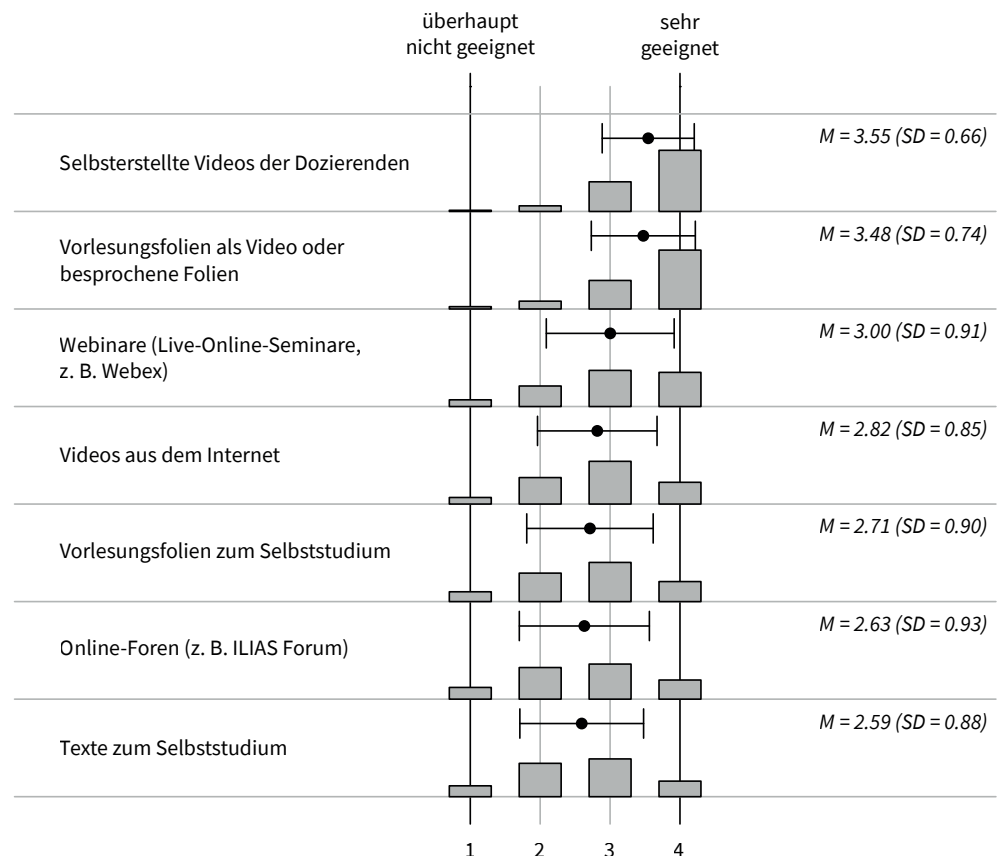 überhaupt
nicht geeignet
sehr
geeignet
Selbsterstellte Videos der Dozierenden
M = 3.55 (SD = 0.66)
Vorlesungsfolien als Video oder
besprochene Folien
M = 3.48 (SD = 0.74)
Webinare (Live-Online-Seminare,
z. B. Webex)
M = 3.00 (SD = 0.91)
Videos aus dem Internet
M = 2.82 (SD = 0.85)
Vorlesungsfolien zum Selbststudium
M = 2.71 (SD = 0.90)
Online-Foren (z. B. ILIAS Forum)
M = 2.63 (SD = 0.93)
Texte zum Selbststudium
M = 2.59 (SD = 0.88)
1 2 3 4